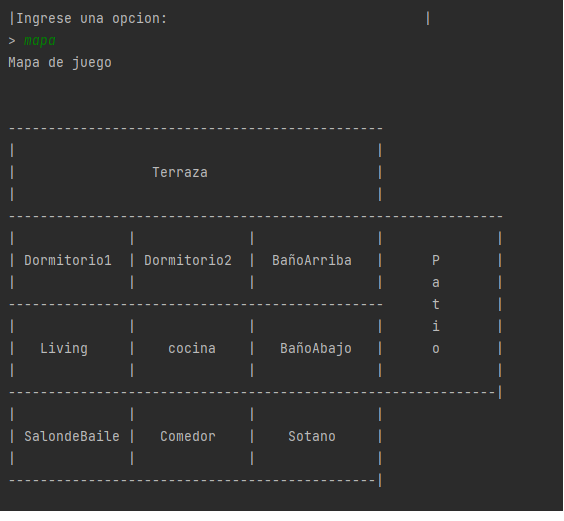 |Ingrese una opcion:                                |
> mapa
Mapa de juego
-----------------------------------------------
|                                             |
|                 Terraza                     |
|                                             |
--------------------------------------------------------------
|              |              |               |              |
| Dormitorio1  | Dormitorio2  |  BañoArriba   |      P       |
|              |              |               |      a       |
-----------------------------------------------      t       |
|              |              |               |      i       |
|   Living     |    cocina    |   BañoAbajo   |      o       |
|              |              |               |              |
-------------------------------------------------------------|
|              |              |               |
| SalondeBaile |   Comedor    |    Sotano     |
|              |              |               |
----------------------------------------------|